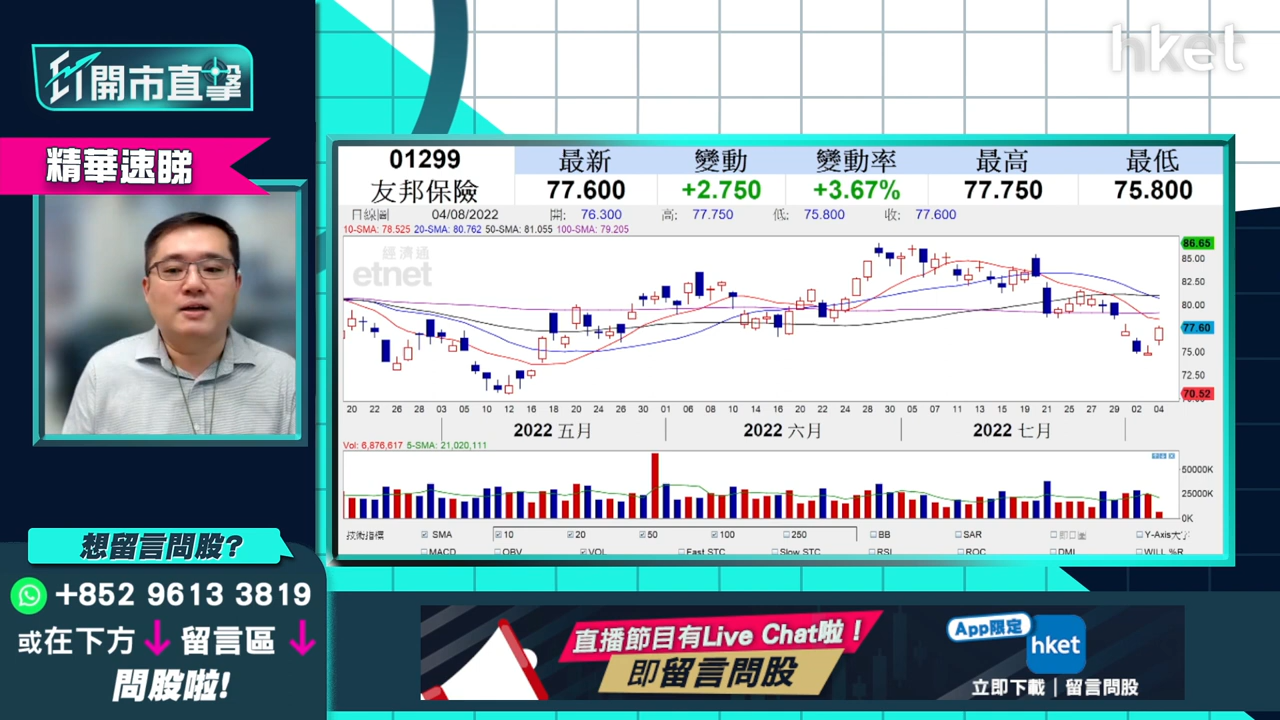 hket
開市直擊
精華速睇
01299
友邦保險
最新
77.600
變動
+2.750
變動率
+3.67%
最高
77.750
最低
75.800
日線圖 04/08/2022 開: 76.300 高: 77.750 低: 75.800 收: 77.600
10-SMA: 78.525 20-SMA: 80.762 50-SMA: 81.055 100-SMA: 79.205
經濟通
etnet
86.65
85.00
82.50
80.00
77.60
75.00
72.50
70.52
20 22 26 28 03 05 10 12 16 18 20 24 26 30 01 06 08 10 14 16 20 22 24 28 30 05 07 11 13 15 19 21 25 27 29 02 04
2022 五月 2022 六月 2022 七月
Vol: 6,876,617 5-SMA: 21,020,111
50000K
25000K
0K
技術指標 SMA 10 20 50 100 250 BB SAR 即日圖 Y-Axis大字
MACD OBV VOL Fast STC Slow STC RSI ROC DMI WILL %R
想留言問股?
+852 9613 3819
或在下方 留言區
問股啦!
直播節目有Live Chat啦!
即留言問股
App限定
hket
立即下載 | 留言問股